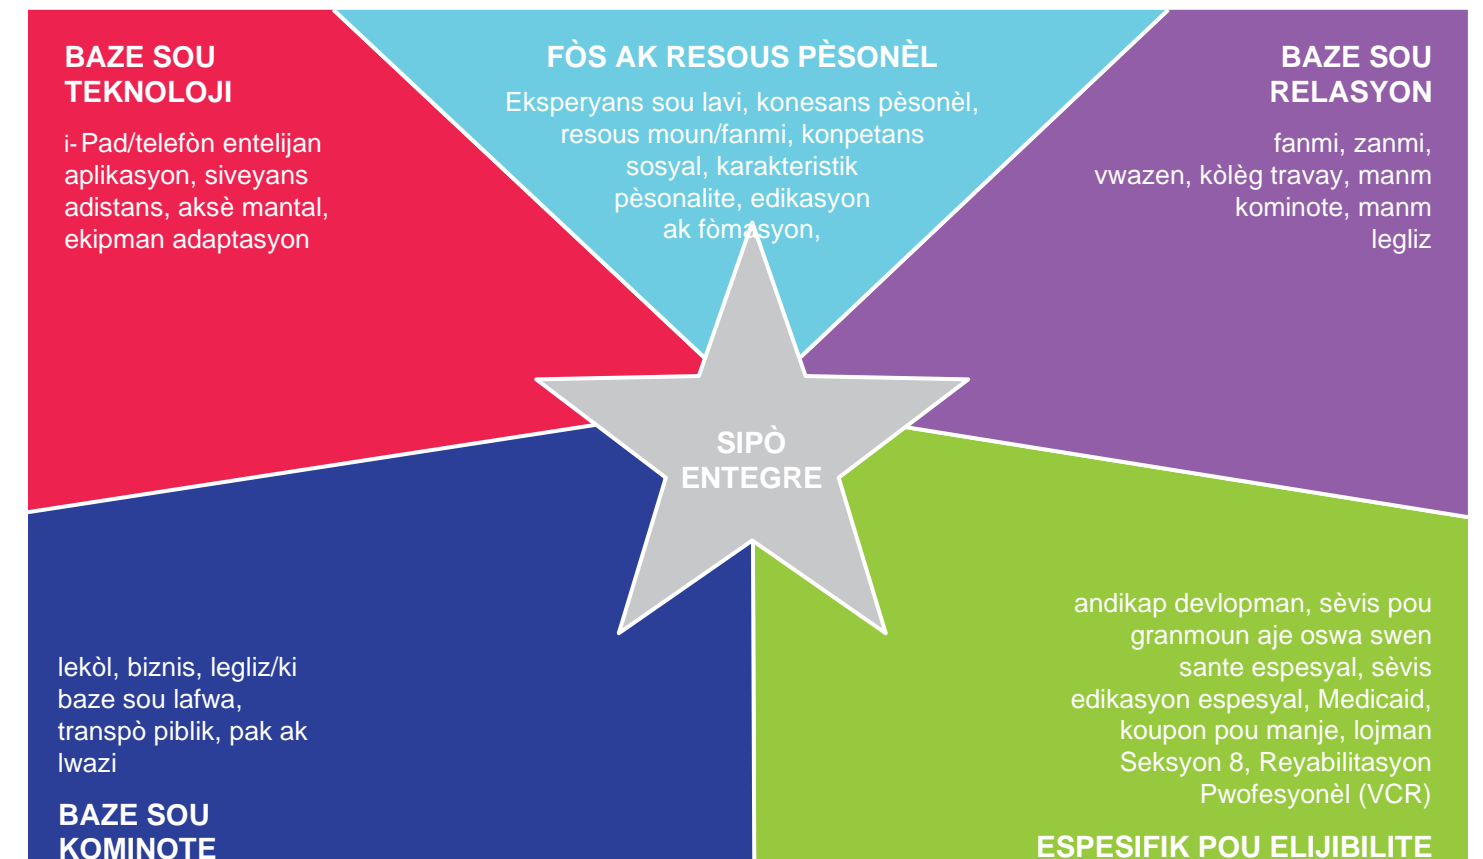 BAZE SOU
TEKNOLOJI
i-Pad/telefòn entelijan
aplikasyon, siveyans
adistans, aksè mantal,
ekipman adaptasyon
FÒS AK RESOUS PÈSONÈL
Eksperyans sou lavi, konesans pèsonèl,
resous moun/fanmi, konpetans
sosyal, karakteristik
pèsonalite, edikasyon
ak fòmasyon,
BAZE SOU
RELASYON
fanmi, zanmi,
vwazen, kòlèg travay, manm
kominote, manm
legliz
SIPÒ
ENTEGRE
lekòl, biznis, legliz/ki
baze sou lafwa,
transpò piblik, pak ak
lwazi
BAZE SOU
KOMINOTE
andikap devlopman, sèvis pou
granmoun aje oswa swen
sante espesyal, sèvis
edikasyon espesyal, Medicaid,
koupon pou manje, lojman
Seksyon 8, Reyabilitasyon
Pwofesyonèl (VCR)
ESPESIFIK POU ELIJIBILITE